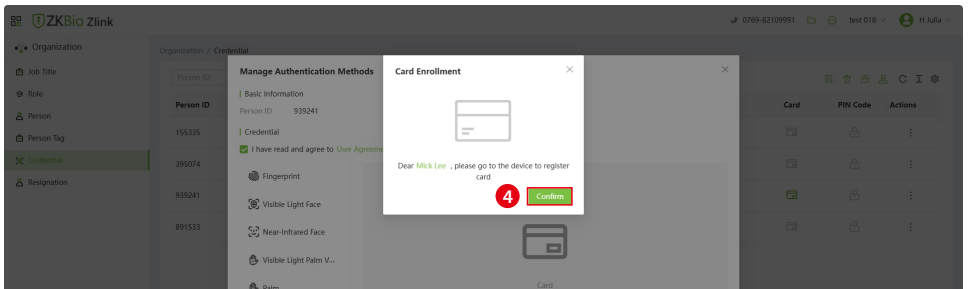 ZKBio Zlink
0769-82109991 test 018 H Julia
Organization
Organization / Credential
Job Title
Role
Person
Person Tag
Credential
Resignation
Person ID
Person ID Card PIN Code Actions
155335
395074
939241
891533
Manage Authentication Methods
Basic Information
Person ID 939241
Credential
I have read and agree to User Agreeme
Fingerprint
Visible Light Face
Near-Infrared Face
Visible Light Palm V...
Palm
Card
Card Enrollment
Dear Mick Lee , please go to the device to register
card
4 Confirm